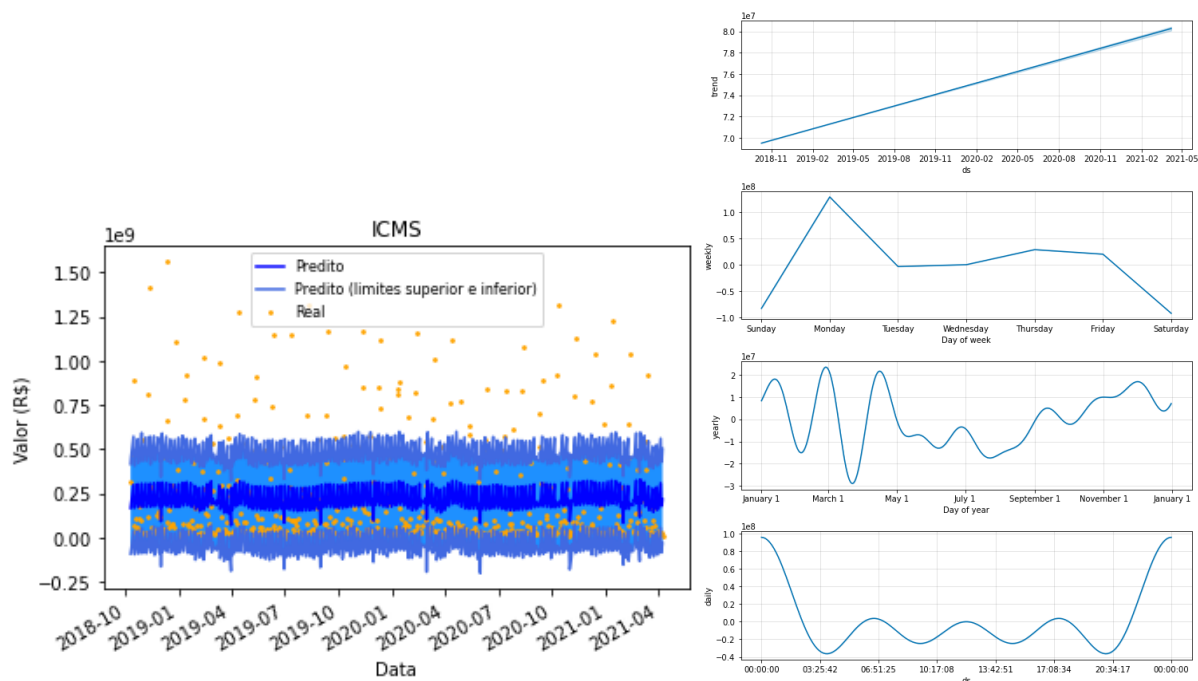 ICMS
1e9
Predito
Predito (limites superior e inferior)
Real
Valor (R$)
1.50
1.25
1.00
0.75
0.50
0.25
0.00
−0.25
2018-10 2019-01 2019-04 2019-07 2019-10 2020-01 2020-04 2020-07 2020-10 2021-01 2021-04
Data
1e7
trend
8.0
7.8
7.6
7.4
7.2
7.0
2018-11 2019-02 2019-05 2019-08 2019-11 2020-02 2020-05 2020-08 2020-11 2021-02 2021-05
ds
1e8
weekly
1.0
0.5
0.0
−0.5
−1.0
Sunday Monday Tuesday Wednesday Thursday Friday Saturday
Day of week
1e7
yearly
2
1
0
−1
−2
−3
January 1 March 1 May 1 July 1 September 1 November 1 January 1
Day of year
1e8
daily
1.0
0.8
0.6
0.4
0.2
0.0
−0.2
−0.4
00:00:00 03:25:42 06:51:25 10:17:08 13:42:51 17:08:34 20:34:17 00:00:00
ds